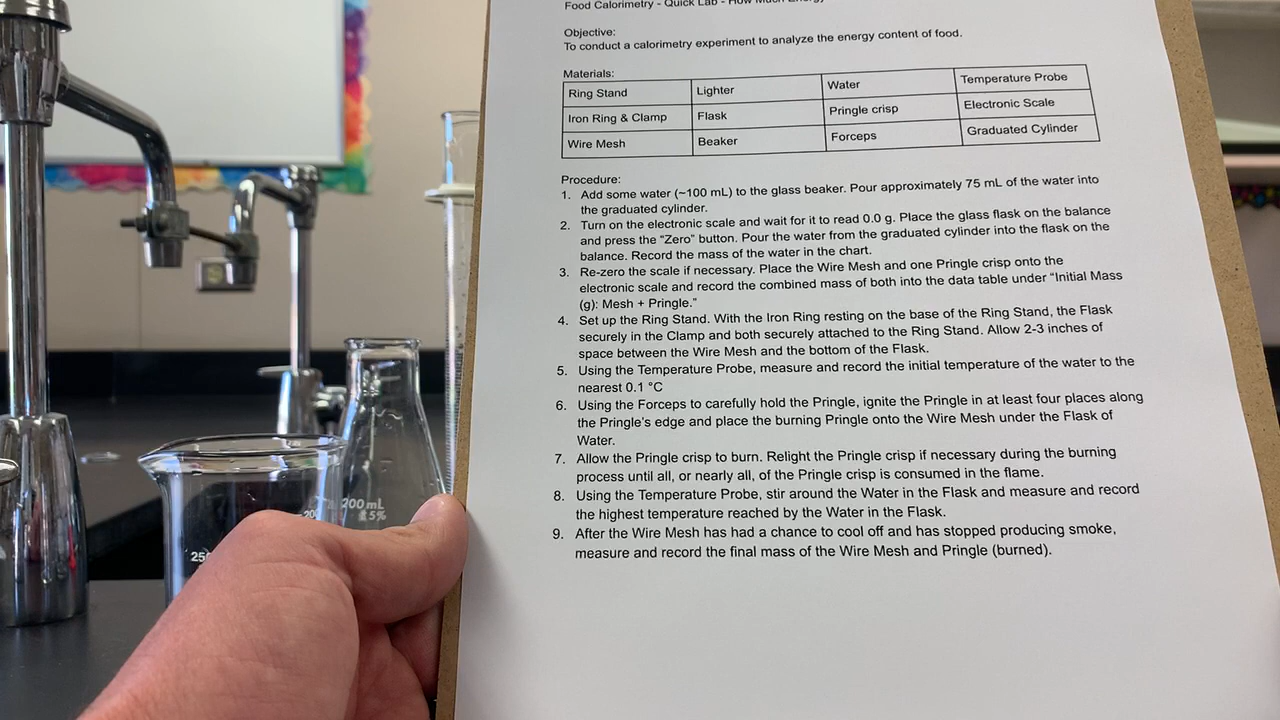 Food Calorimetry - Quick Lab - How Much Energy
Objective:
To conduct a calorimetry experiment to analyze the energy content of food.
Materials:
Ring Stand Lighter Water Temperature Probe
Iron Ring & Clamp Flask Pringle crisp Electronic Scale
Wire Mesh Beaker Forceps Graduated Cylinder
Procedure:
1. Add some water (~100 mL) to the glass beaker. Pour approximately 75 mL of the water into
the graduated cylinder.
2. Turn on the electronic scale and wait for it to read 0.0 g. Place the glass flask on the balance
and press the “Zero” button. Pour the water from the graduated cylinder into the flask on the
balance. Record the mass of the water in the chart.
3. Re-zero the scale if necessary. Place the Wire Mesh and one Pringle crisp onto the
electronic scale and record the combined mass of both into the data table under “Initial Mass
(g): Mesh + Pringle.”
4. Set up the Ring Stand. With the Iron Ring resting on the base of the Ring Stand, the Flask
securely in the Clamp and both securely attached to the Ring Stand. Allow 2-3 inches of
space between the Wire Mesh and the bottom of the Flask.
5. Using the Temperature Probe, measure and record the initial temperature of the water to the
nearest 0.1 °C
6. Using the Forceps to carefully hold the Pringle, ignite the Pringle in at least four places along
the Pringle's edge and place the burning Pringle onto the Wire Mesh under the Flask of
Water.
7. Allow the Pringle crisp to burn. Relight the Pringle crisp if necessary during the burning
process until all, or nearly all, of the Pringle crisp is consumed in the flame.
8. Using the Temperature Probe, stir around the Water in the Flask and measure and record
the highest temperature reached by the Water in the Flask.
9. After the Wire Mesh has had a chance to cool off and has stopped producing smoke,
measure and record the final mass of the Wire Mesh and Pringle (burned).
200 mL
5%
200
250